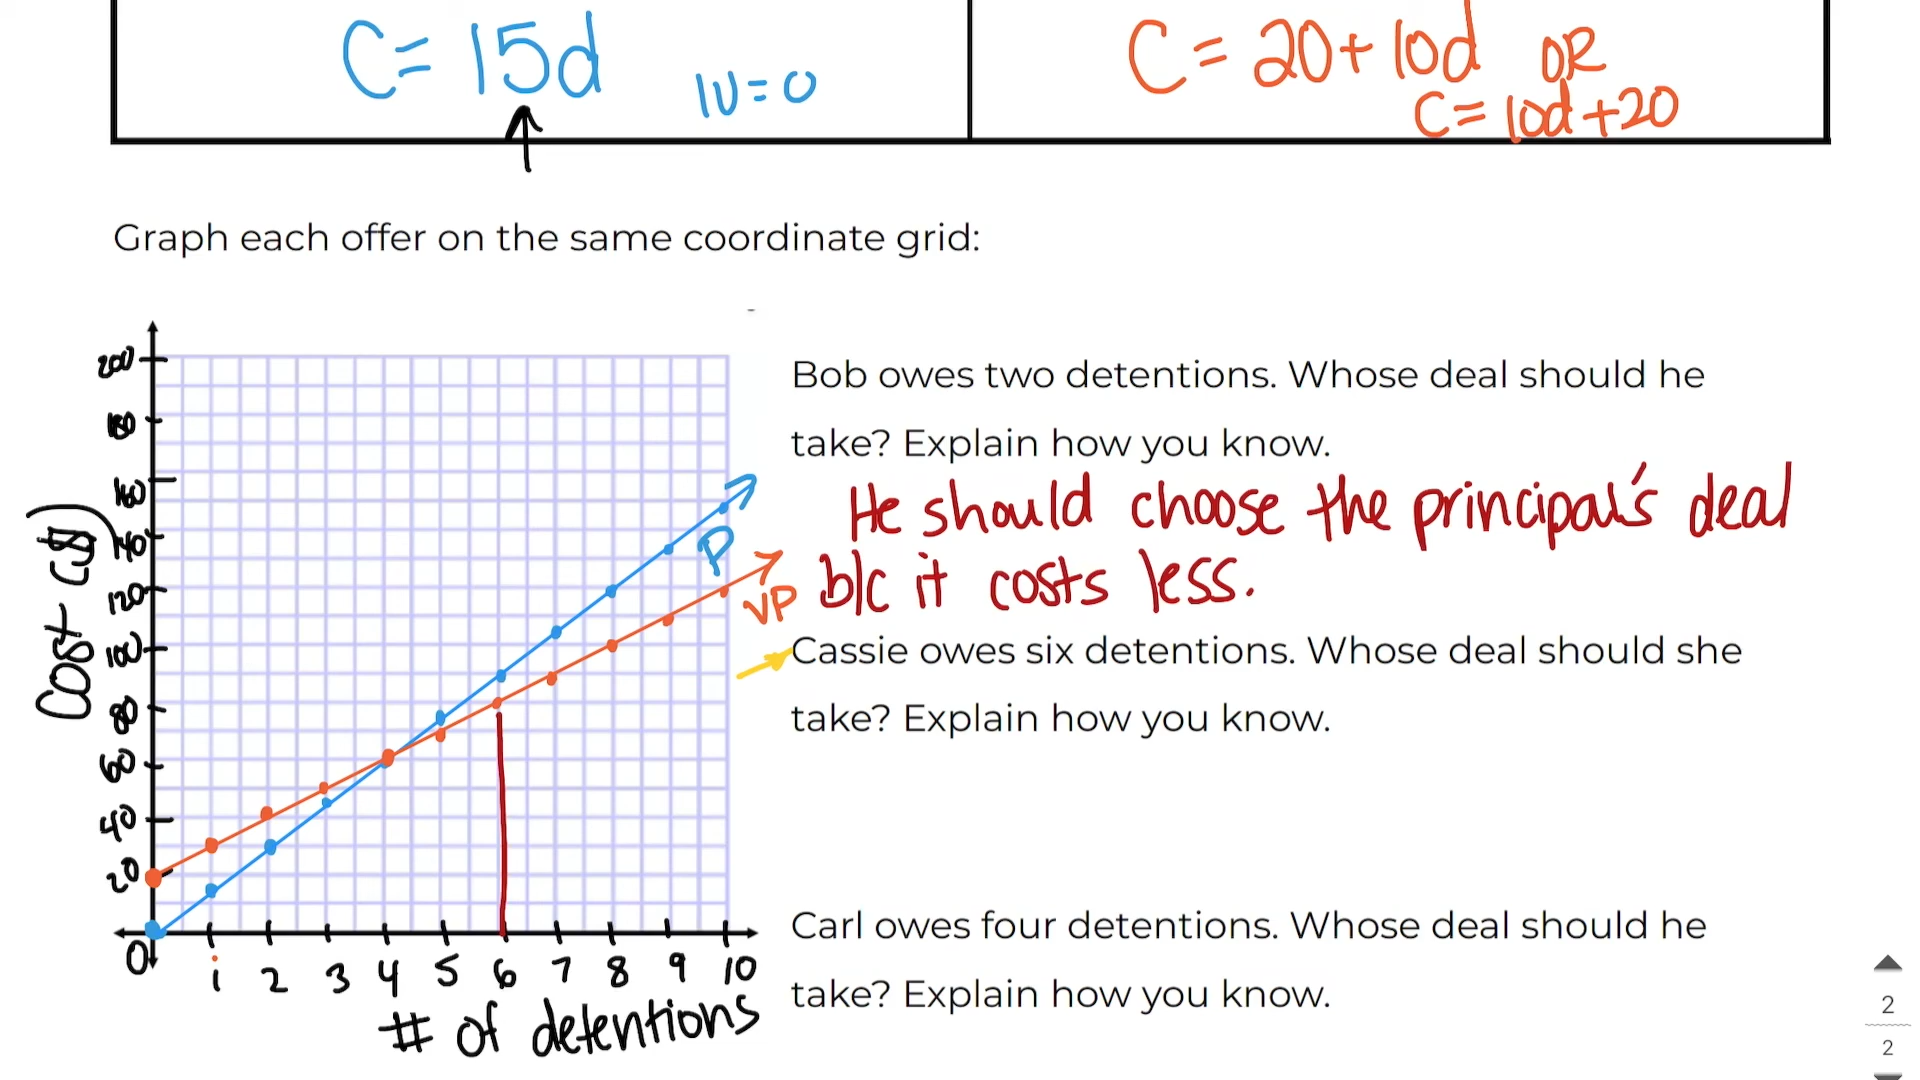 C = 15d
IV = 0
C = 20 + 10d OR
C = 10d + 20
Graph each offer on the same coordinate grid:
Bob owes two detentions. Whose deal should he
take? Explain how you know.
He should choose the principal's deal
b/c it costs less.
Cassie owes six detentions. Whose deal should she
take? Explain how you know.
Carl owes four detentions. Whose deal should he
take? Explain how you know.
Cost ($)
200
180
160
140
120
100
80
60
40
20
0
1 2 3 4 5 6 7 8 9 10
# of detentions
P
VP
2
2